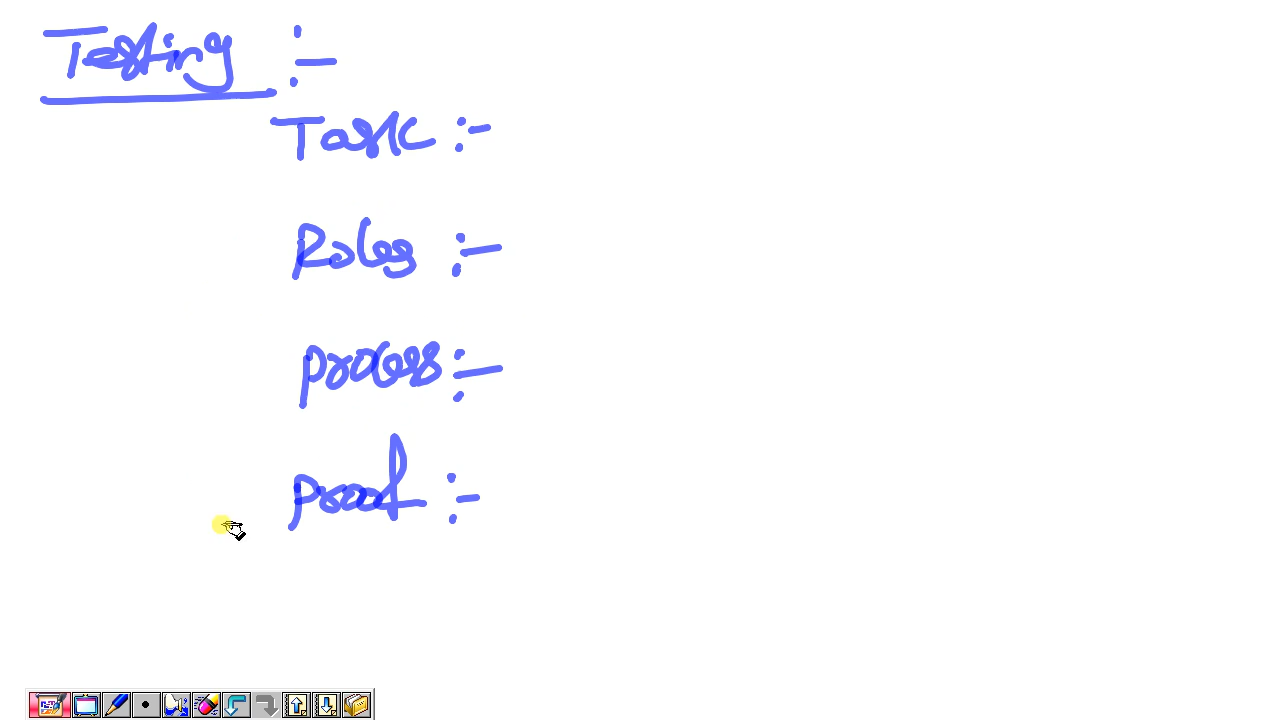 Testing :-
Task :-
Roles :-
process :-
proof :-